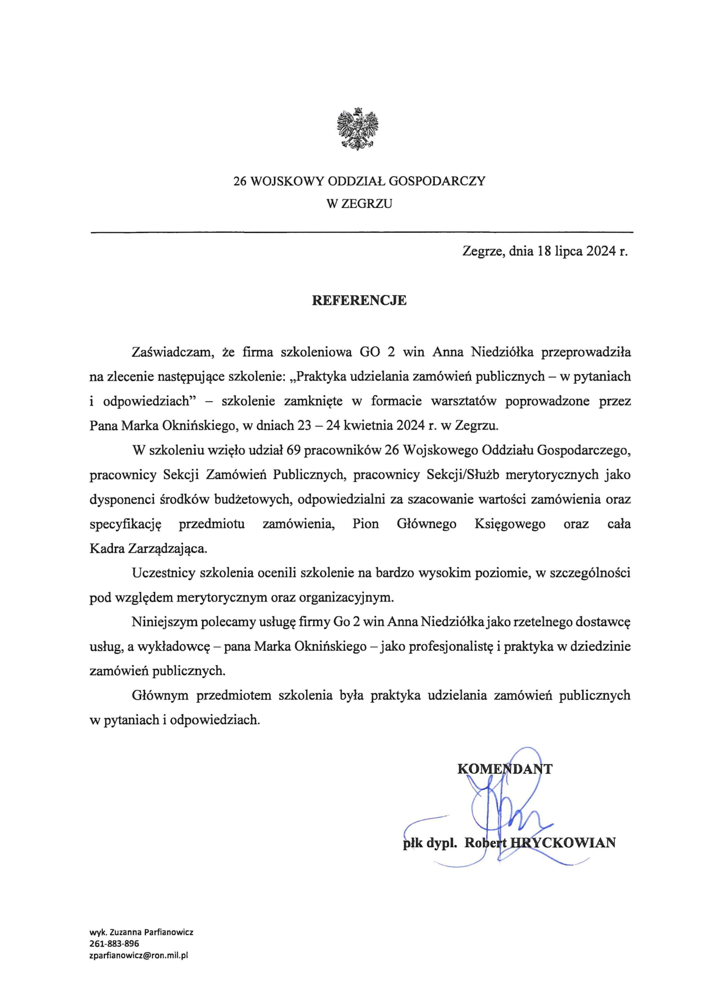 26 WOJSKOWY ODDZIAŁ GOSPODARCZY
W ZEGRZU
Zegrze, dnia 18 lipca 2024 r.
REFERENCJE
Zaświadczam, że firma szkoleniowa GO 2 win Anna Niedziółka przeprowadziła
na zlecenie następujące szkolenie: „Praktyka udzielania zamówień publicznych – w pytaniach
i odpowiedziach” – szkolenie zamknięte w formacie warsztatów poprowadzone przez
Pana Marka Oknińskiego, w dniach 23 – 24 kwietnia 2024 r. w Zegrzu.
W szkoleniu wzięło udział 69 pracowników 26 Wojskowego Oddziału Gospodarczego,
pracownicy Sekcji Zamówień Publicznych, pracownicy Sekcji/Służb merytorycznych jako
dysponenci środków budżetowych, odpowiedzialni za szacowanie wartości zamówienia oraz
specyfikację przedmiotu zamówienia, Pion Głównego Księgowego oraz cała
Kadra Zarządzająca.
Uczestnicy szkolenia ocenili szkolenie na bardzo wysokim poziomie, w szczególności
pod względem merytorycznym oraz organizacyjnym.
Niniejszym polecamy usługę firmy Go 2 win Anna Niedziółka jako rzetelnego dostawcę
usług, a wykładowcę – pana Marka Oknińskiego – jako profesjonalistę i praktyka w dziedzinie
zamówień publicznych.
Głównym przedmiotem szkolenia była praktyka udzielania zamówień publicznych
w pytaniach i odpowiedziach.
KOMENDANT
płk dypl. Robert HRYCKOWIAN
wyk. Zuzanna Parfianowicz
261-883-896
zparfianowicz@ron.mil.pl